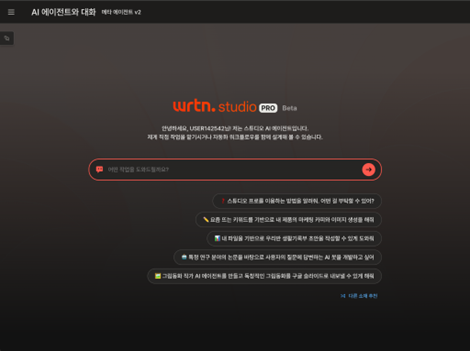 AI 에이전트와 대화 메타 에이전트 v2
wrtn. studio PRO Beta
안녕하세요, USER142542님! 저는 스튜디오 AI 에이전트입니다.
제게 직접 작업을 맡기시거나 자동화 워크플로우를 함께 설계해 볼 수 있습니다.
어떤 작업을 도와드릴까요?
❗ 스튜디오 프로를 이용하는 방법을 알려줘. 어떤 걸 부탁할 수 있어?
✏️ 요즘 뜨는 키워드를 기반으로 내 제품의 마케팅 카피와 이미지 생성을 해줘
📊 내 파일을 기반으로 우리반 생활기록부 초안을 작성할 수 있게 도와줘
🤖 특정 연구 분야의 논문을 바탕으로 사용자의 질문에 답변하는 AI 봇을 개발하고 싶어
🖼️ 그림동화 작가 AI 에이전트를 만들고 독창적인 그림동화를 구글 슬라이드로 내보낼 수 있게 해줘
다른 소재 추천